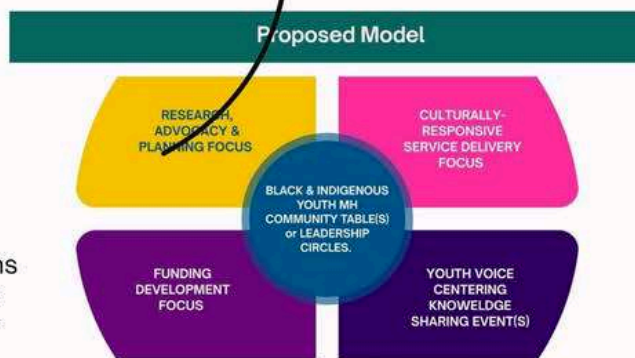 Proposed Model
RESEARCH,
ADVOCACY &
PLANNING FOCUS
CULTURALLY-
RESPONSIVE
SERVICE DELIVERY
FOCUS
BLACK & INDIGENOUS
YOUTH MH
COMMUNITY TABLE(S)
or LEADERSHIP
CIRCLES.
FUNDING
DEVELOPMENT
FOCUS
YOUTH VOICE
CENTERING
KNOWELDGE
SHARING EVENT(S)